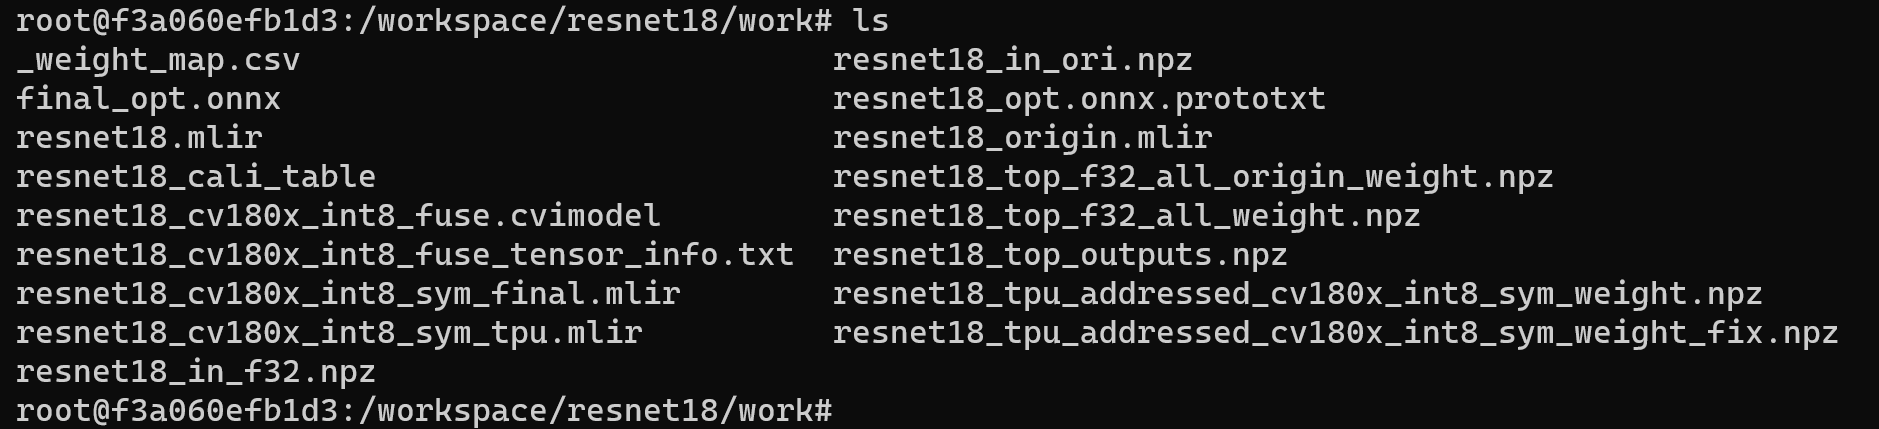 root@f3a060efb1d3:/workspace/resnet18/work# ls
_weight_map.csv                            resnet18_in_ori.npz
final_opt.onnx                             resnet18_opt.onnx.prototxt
resnet18.mlir                              resnet18_origin.mlir
resnet18_cali_table                        resnet18_top_f32_all_origin_weight.npz
resnet18_cv180x_int8_fuse.cvimodel         resnet18_top_f32_all_weight.npz
resnet18_cv180x_int8_fuse_tensor_info.txt  resnet18_top_outputs.npz
resnet18_cv180x_int8_sym_final.mlir        resnet18_tpu_addressed_cv180x_int8_sym_weight.npz
resnet18_cv180x_int8_sym_tpu.mlir          resnet18_tpu_addressed_cv180x_int8_sym_weight_fix.npz
resnet18_in_f32.npz
root@f3a060efb1d3:/workspace/resnet18/work#